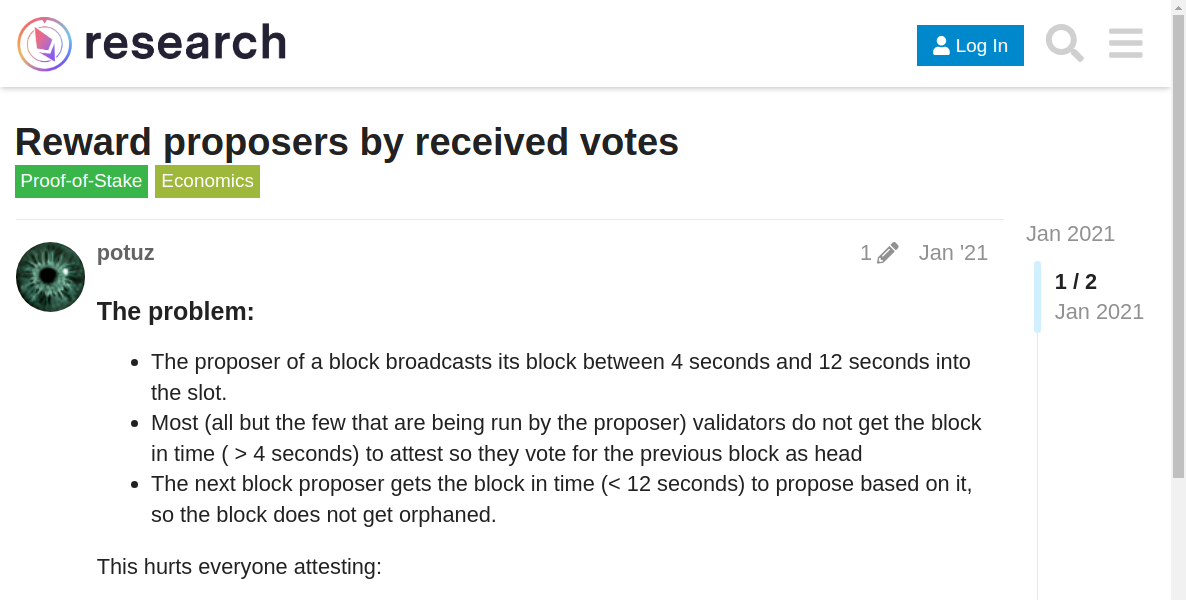 research
Log In
Reward proposers by received votes
Proof-of-Stake Economics
potuz 1 Jan '21
Jan 2021
1 / 2
Jan 2021
The problem:
The proposer of a block broadcasts its block between 4 seconds and 12 seconds into
the slot.
Most (all but the few that are being run by the proposer) validators do not get the block
in time ( > 4 seconds) to attest so they vote for the previous block as head
The next block proposer gets the block in time (< 12 seconds) to propose based on it,
so the block does not get orphaned.
This hurts everyone attesting: